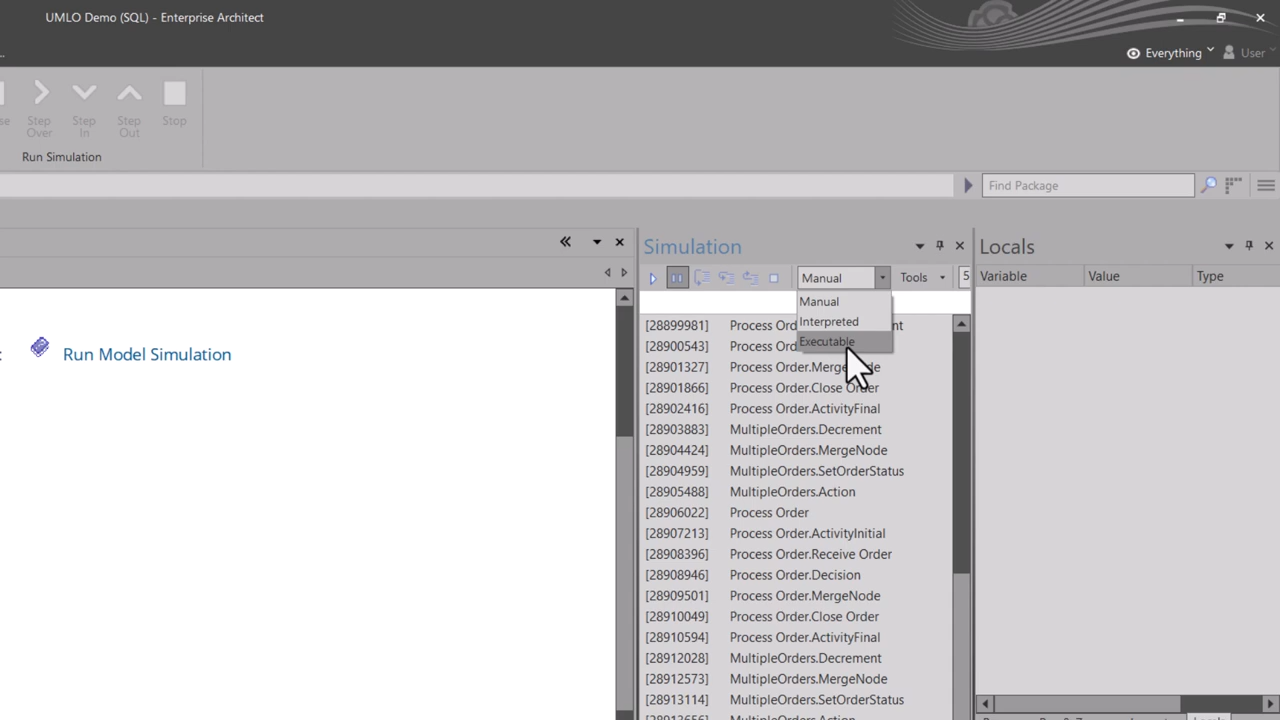 UMLO Demo (SQL) - Enterprise Architect
Everything
User
Step Over
Step In
Step Out
Stop
Run Simulation
Find Package
Simulation
Locals
Manual
Tools
5
Variable
Value
Type
Manual
Interpreted
Executable
Run Model Simulation
[28899981] Process
[28900543] Process
[28901327] Process Order.MergeNode
[28901866] Process Order.Close Order
[28902416] Process Order.ActivityFinal
[28903883] MultipleOrders.Decrement
[28904424] MultipleOrders.MergeNode
[28904959] MultipleOrders.SetOrderStatus
[28905488] MultipleOrders.Action
[28906022] Process Order
[28907213] Process Order.ActivityInitial
[28908396] Process Order.Receive Order
[28908946] Process Order.Decision
[28909501] Process Order.MergeNode
[28910049] Process Order.Close Order
[28910594] Process Order.ActivityFinal
[28912028] MultipleOrders.Decrement
[28912573] MultipleOrders.MergeNode
[28913114] MultipleOrders.SetOrderStatus